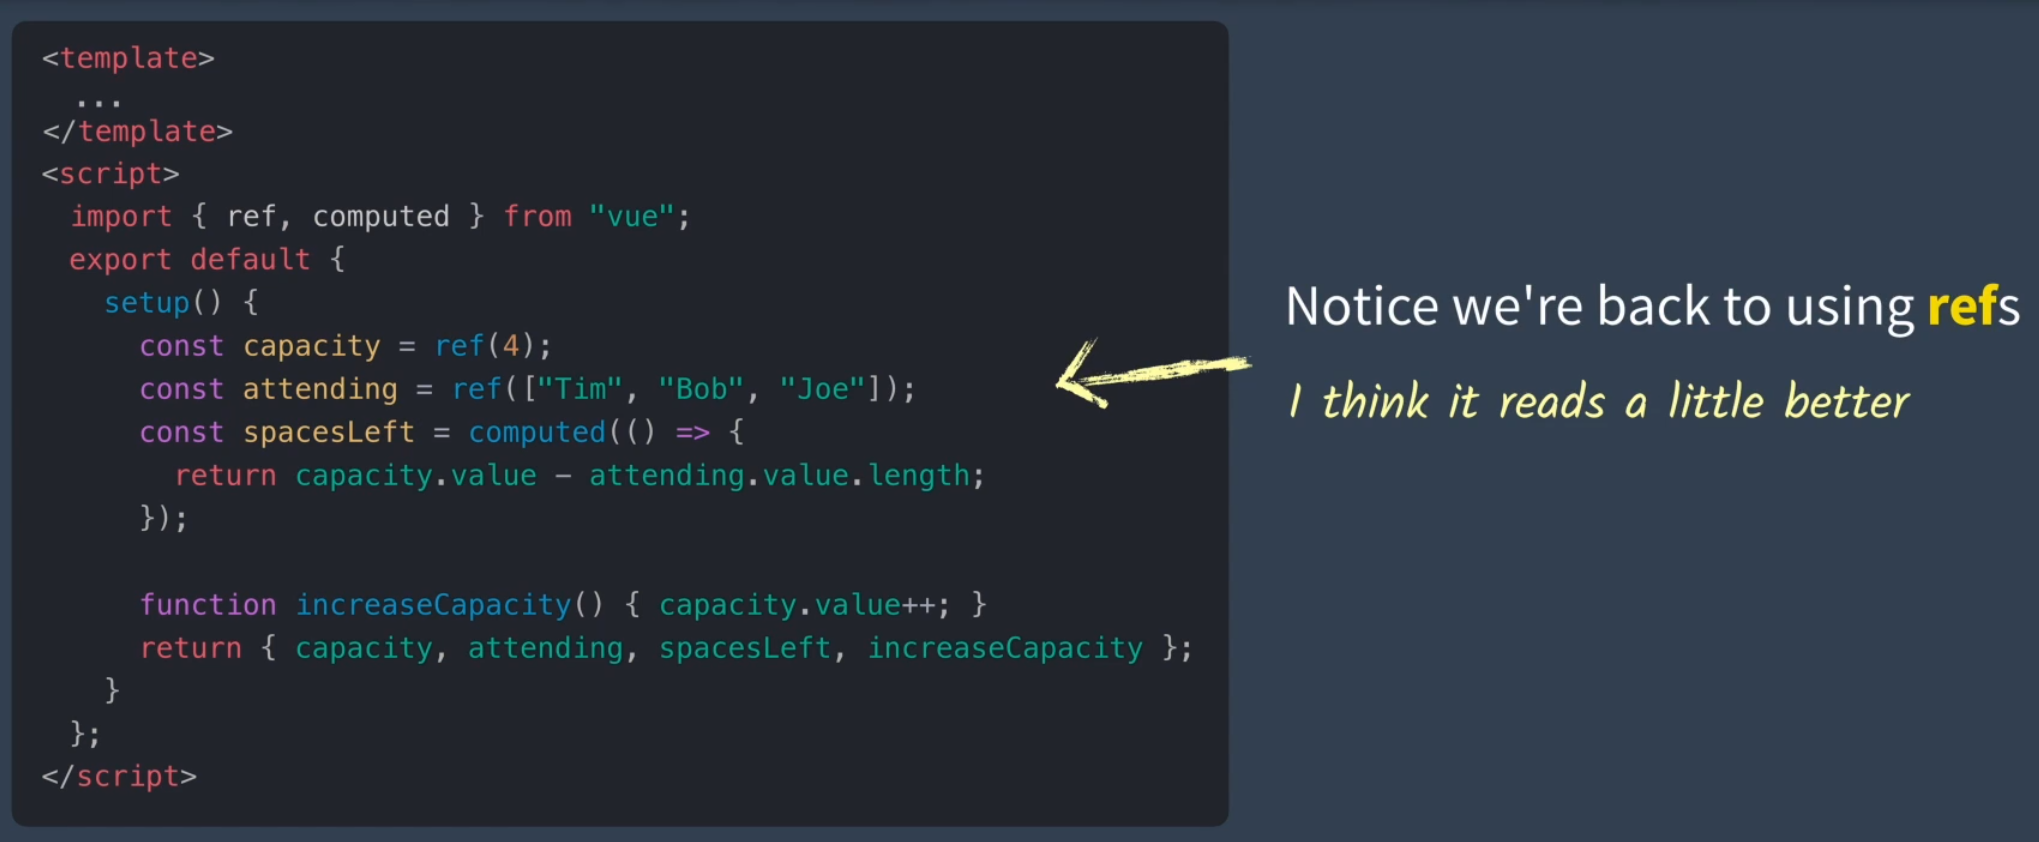 <template>
  ...
</template>
<script>
  import { ref, computed } from "vue";
  export default {
    setup() {
      const capacity = ref(4);
      const attending = ref(["Tim", "Bob", "Joe"]);
      const spacesLeft = computed(() => {
        return capacity.value - attending.value.length;
      });

      function increaseCapacity() { capacity.value++; }
      return { capacity, attending, spacesLeft, increaseCapacity };
    }
  };
</script>
Notice we're back to using refs
I think it reads a little better